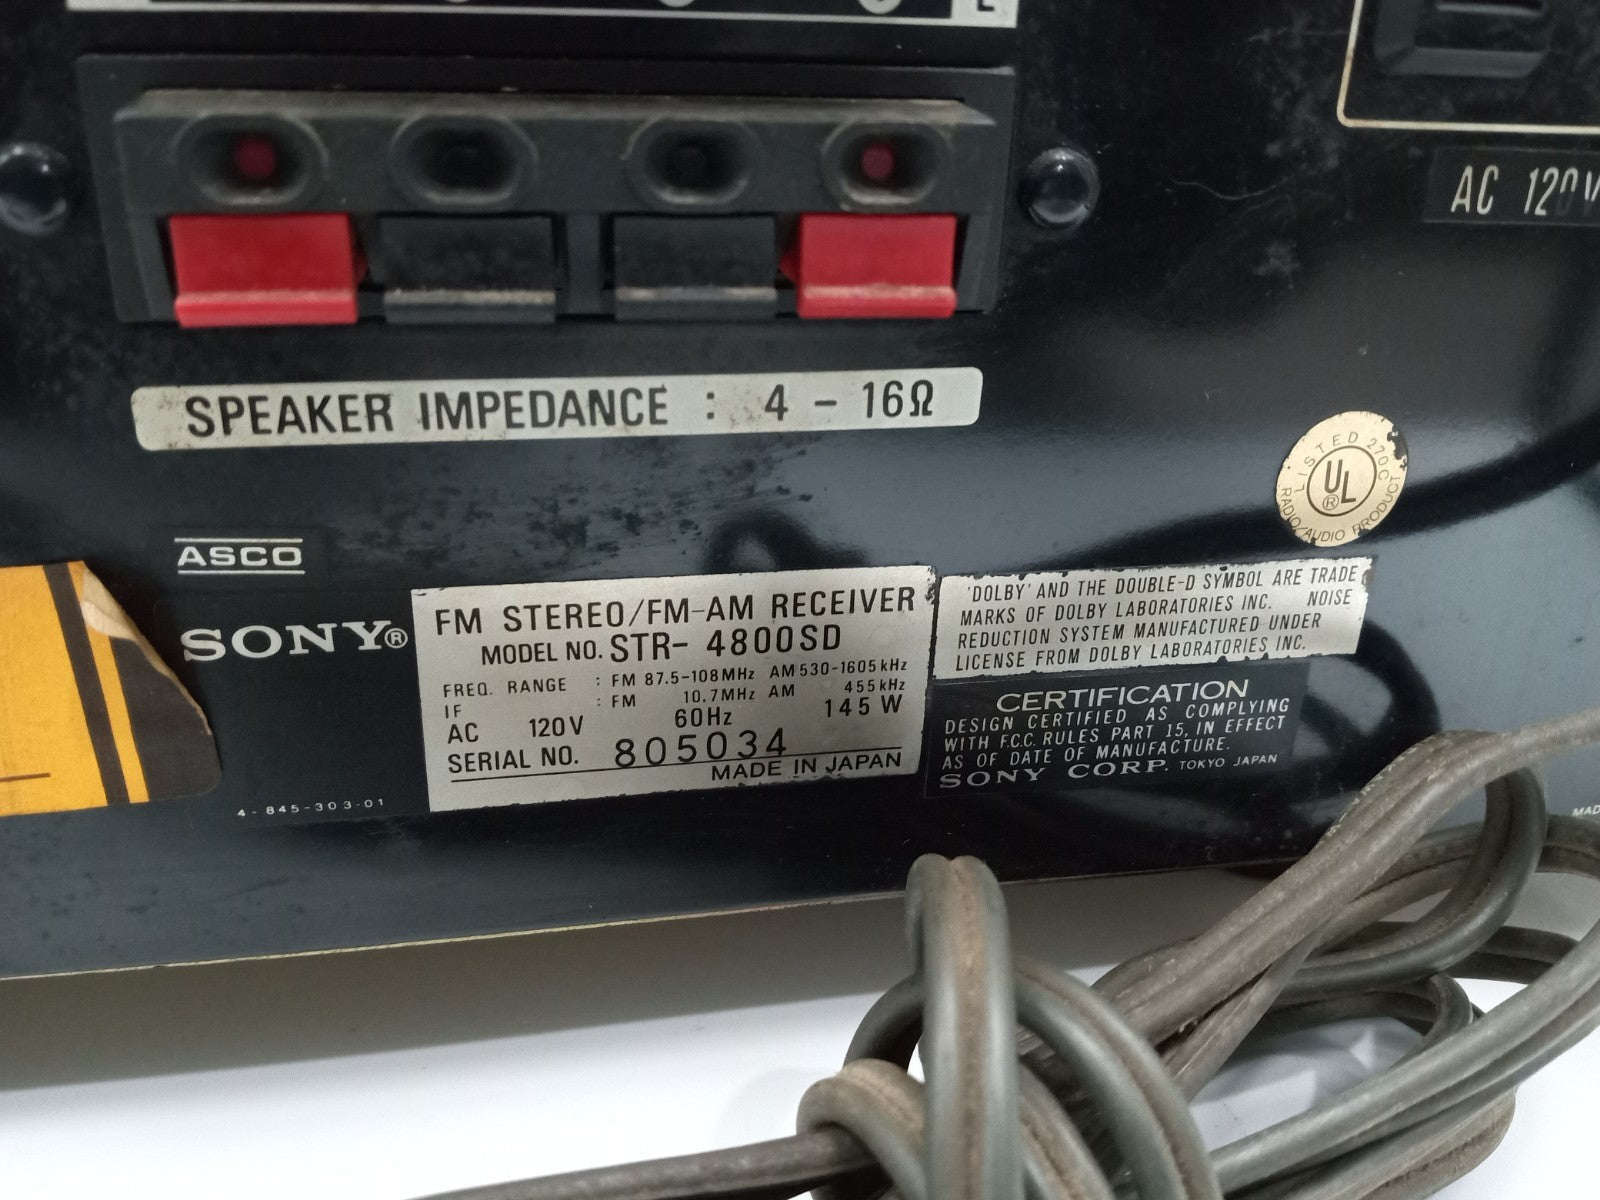 L
AC 120V
SPEAKER IMPEDANCE : 4 - 16Ω
LISTED 270C
UL®
RADIO/AUDIO PRODUCT
ASCO
SONY®
FM STEREO/FM-AM RECEIVER
MODEL NO. STR- 4800SD
FREQ. RANGE : FM 87.5-108MHz AM 530-1605kHz
IF : FM 10.7MHz AM 455kHz
AC 120V 60Hz 145W
SERIAL NO. 805034
MADE IN JAPAN
'DOLBY' AND THE DOUBLE-D SYMBOL ARE TRADE
MARKS OF DOLBY LABORATORIES INC. NOISE
REDUCTION SYSTEM MANUFACTURED UNDER
LICENSE FROM DOLBY LABORATORIES INC.
CERTIFICATION
DESIGN CERTIFIED AS COMPLYING
WITH F.C.C. RULES PART 15, IN EFFECT
AS OF DATE OF MANUFACTURE.
SONY CORP. TOKYO JAPAN
4-845-303-01